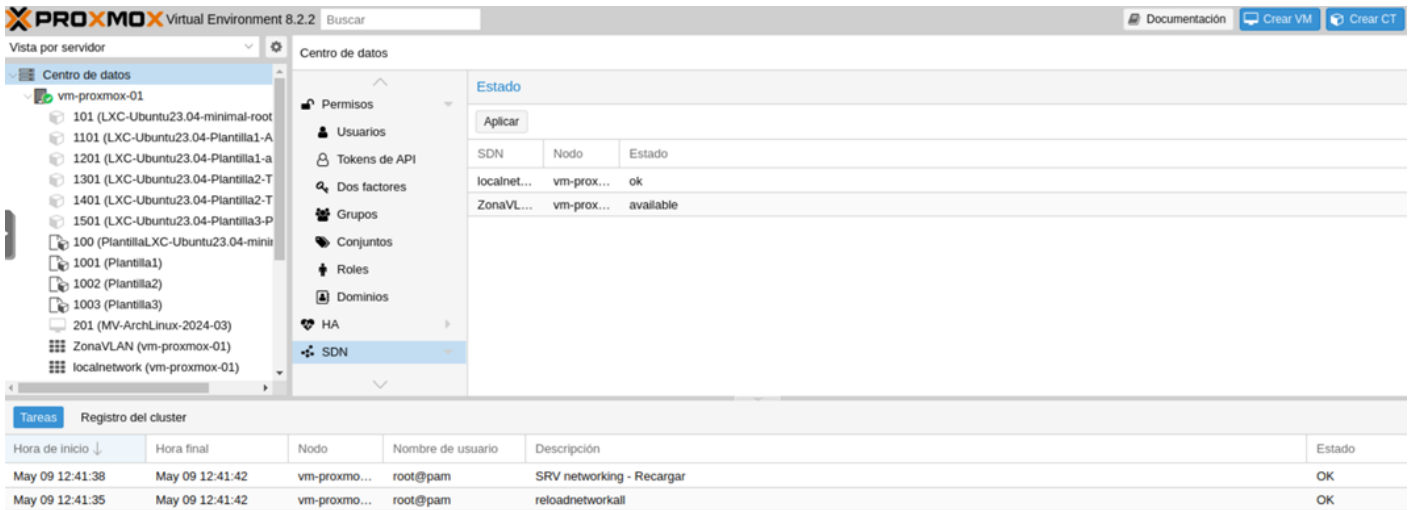 PROXMOX Virtual Environment 8.2.2 Buscar Documentación Crear VM Crear CT
Vista por servidor
Centro de datos
vm-proxmox-01
101 (LXC-Ubuntu23.04-minimal-root
1101 (LXC-Ubuntu23.04-Plantilla1-A
1201 (LXC-Ubuntu23.04-Plantilla1-a
1301 (LXC-Ubuntu23.04-Plantilla2-T
1401 (LXC-Ubuntu23.04-Plantilla2-T
1501 (LXC-Ubuntu23.04-Plantilla3-P
100 (PlantillaLXC-Ubuntu23.04-minin
1001 (Plantilla1)
1002 (Plantilla2)
1003 (Plantilla3)
201 (MV-ArchLinux-2024-03)
ZonaVLAN (vm-proxmox-01)
localnetwork (vm-proxmox-01)
Centro de datos
Permisos
Usuarios
Tokens de API
Dos factores
Grupos
Conjuntos
Roles
Dominios
HA
SDN
Estado
Aplicar
SDN Nodo Estado
localnet... vm-prox... ok
ZonaVL... vm-prox... available
Tareas Registro del cluster
Hora de inicio ↓ Hora final Nodo Nombre de usuario Descripción Estado
May 09 12:41:38 May 09 12:41:42 vm-proxmo... root@pam SRV networking - Recargar OK
May 09 12:41:35 May 09 12:41:42 vm-proxmo... root@pam reloadnetworkall OK